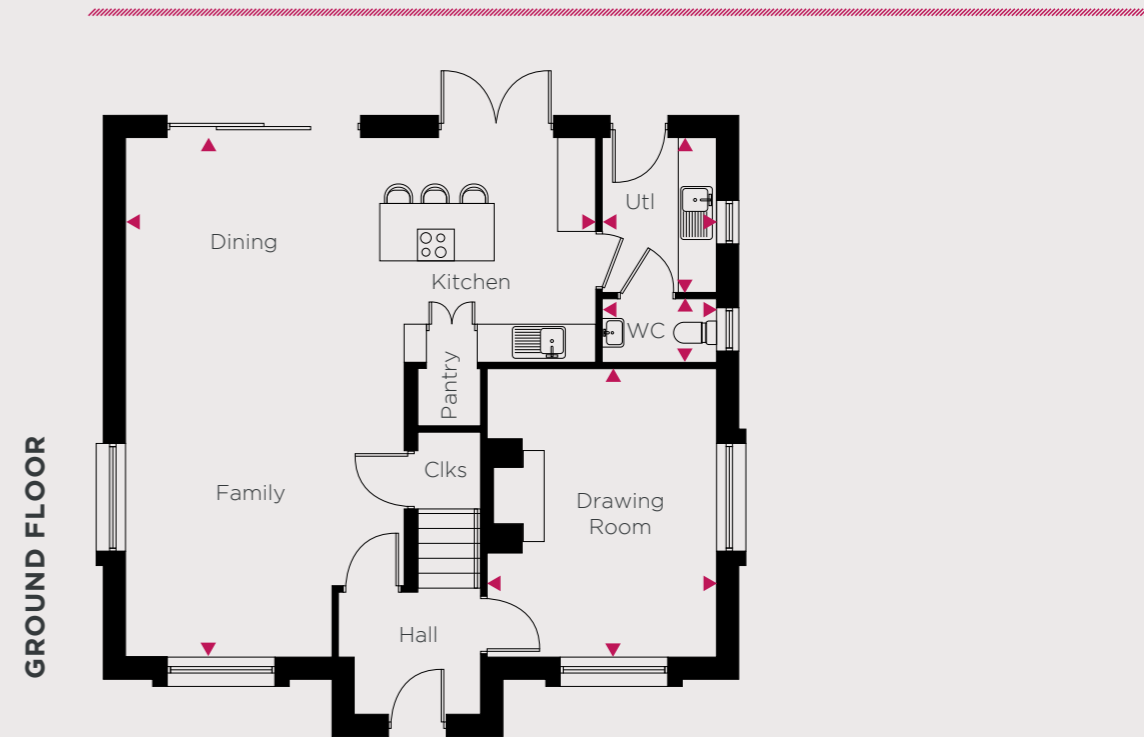 Utl
Dining
Kitchen
WC
Pantry
Clks
Family
Drawing
Room
Hall
GROUND FLOOR